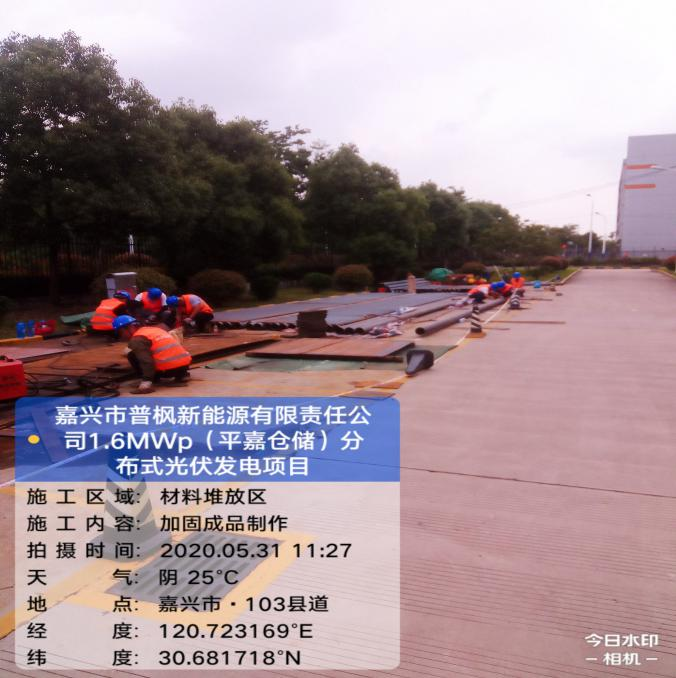 嘉兴市普枫新能源有限责任公
司1.6MWp（平嘉仓储）分
布式光伏发电项目
施工区域: 材料堆放区
施工内容: 加固成品制作
拍摄时间: 2020.05.31 11:27
天气: 阴 25°C
地点: 嘉兴市·103县道
经度: 120.723169°E
纬度: 30.681718°N
今日水印
-相机-